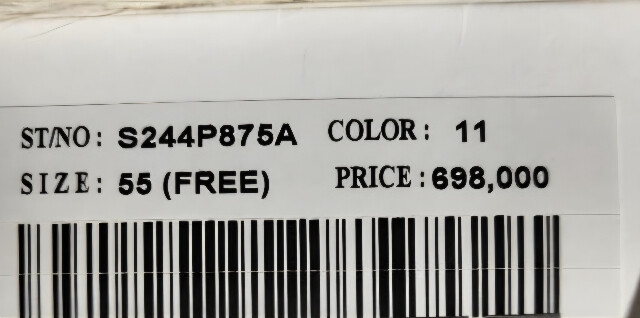 ST/NO: S244P875A COLOR: 11
SIZE: 55 (FREE) PRICE: 698,000